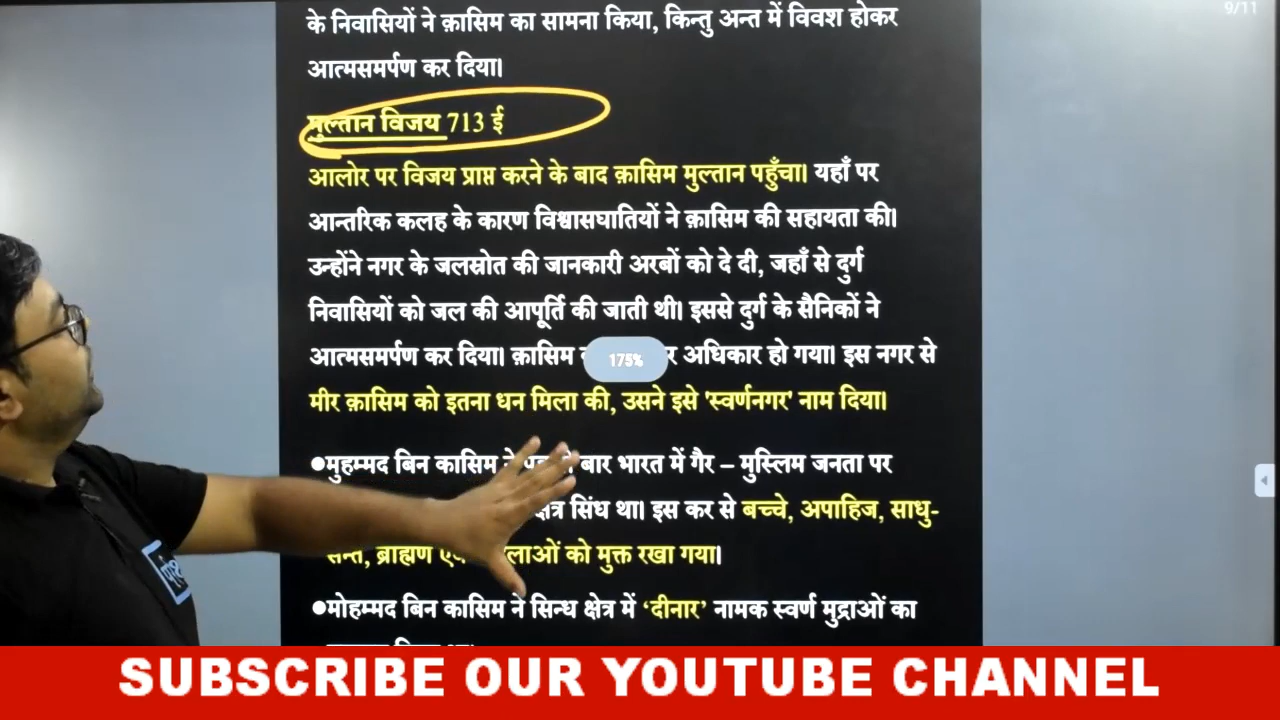 9/11
के निवासियों ने क़ासिम का सामना किया, किन्तु अन्त में विवश होकर
आत्मसमर्पण कर दिया।
मुल्तान विजय 713 ई
आलोर पर विजय प्राप्त करने के बाद क़ासिम मुल्तान पहुँचा। यहाँ पर
आन्तरिक कलह के कारण विश्वासघातियों ने क़ासिम की सहायता की।
उन्होंने नगर के जलस्रोत की जानकारी अरबों को दे दी, जहाँ से दुर्ग
निवासियों को जल की आपूर्ति की जाती थी। इससे दुर्ग के सैनिकों ने
आत्मसमर्पण कर दिया। क़ासिम अधिकार हो गया। इस नगर से
175%
मीर क़ासिम को इतना धन मिला की, उसने इसे 'स्वर्णनगर' नाम दिया।
●मुहम्मद बिन कासिम ने बार भारत में गैर – मुस्लिम जनता पर
सिंध था। इस कर से बच्चे, अपाहिज, साधु-
सन्त, ब्राह्मण को मुक्त रखा गया।
●मोहम्मद बिन कासिम ने सिन्ध क्षेत्र में ‘दीनार’ नामक स्वर्ण मुद्राओं का
SUBSCRIBE OUR YOUTUBE CHANNEL